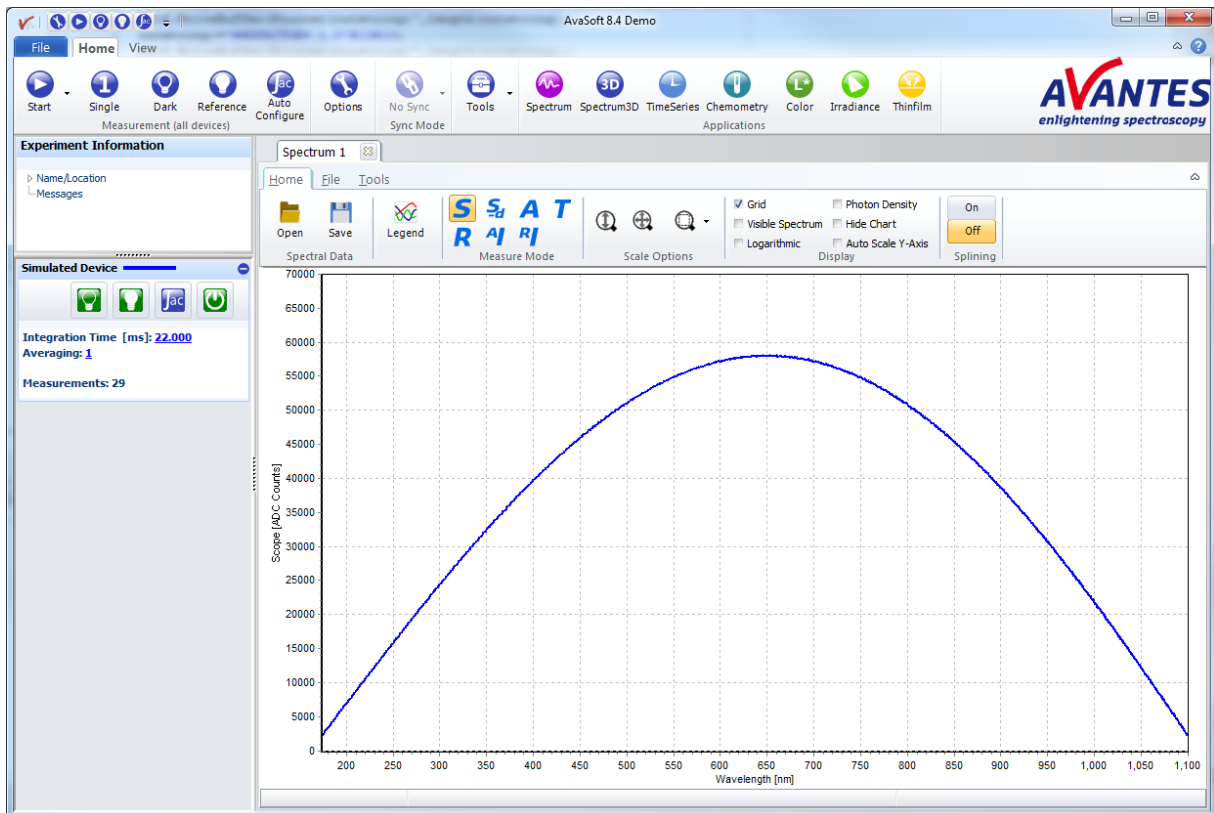 AvaSoft 8.4 Demo
File Home View
Start Single Dark Reference Auto Configure Options No Sync Tools Spectrum Spectrum3D TimeSeries Chemometry Color Irradiance Thinfilm
Measurement (all devices) Sync Mode Applications
AVANTES
enlightening spectroscopy
Experiment Information
Name/Location
Messages
Simulated Device
Integration Time [ms]: 22.000
Averaging: 1
Measurements: 29
Spectrum 1
Home File Tools
Open Save Legend
S Sd A T
R AI RI
Grid Photon Density
Visible Spectrum Hide Chart
Logarithmic Auto Scale Y-Axis
On
Off
Spectral Data Measure Mode Scale Options Display Splining
70000
65000
60000
55000
50000
45000
40000
35000
30000
25000
20000
15000
10000
5000
0
Scope [ADC Counts]
200 250 300 350 400 450 500 550 600 650 700 750 800 850 900 950 1,000 1,050 1,100
Wavelength [nm]